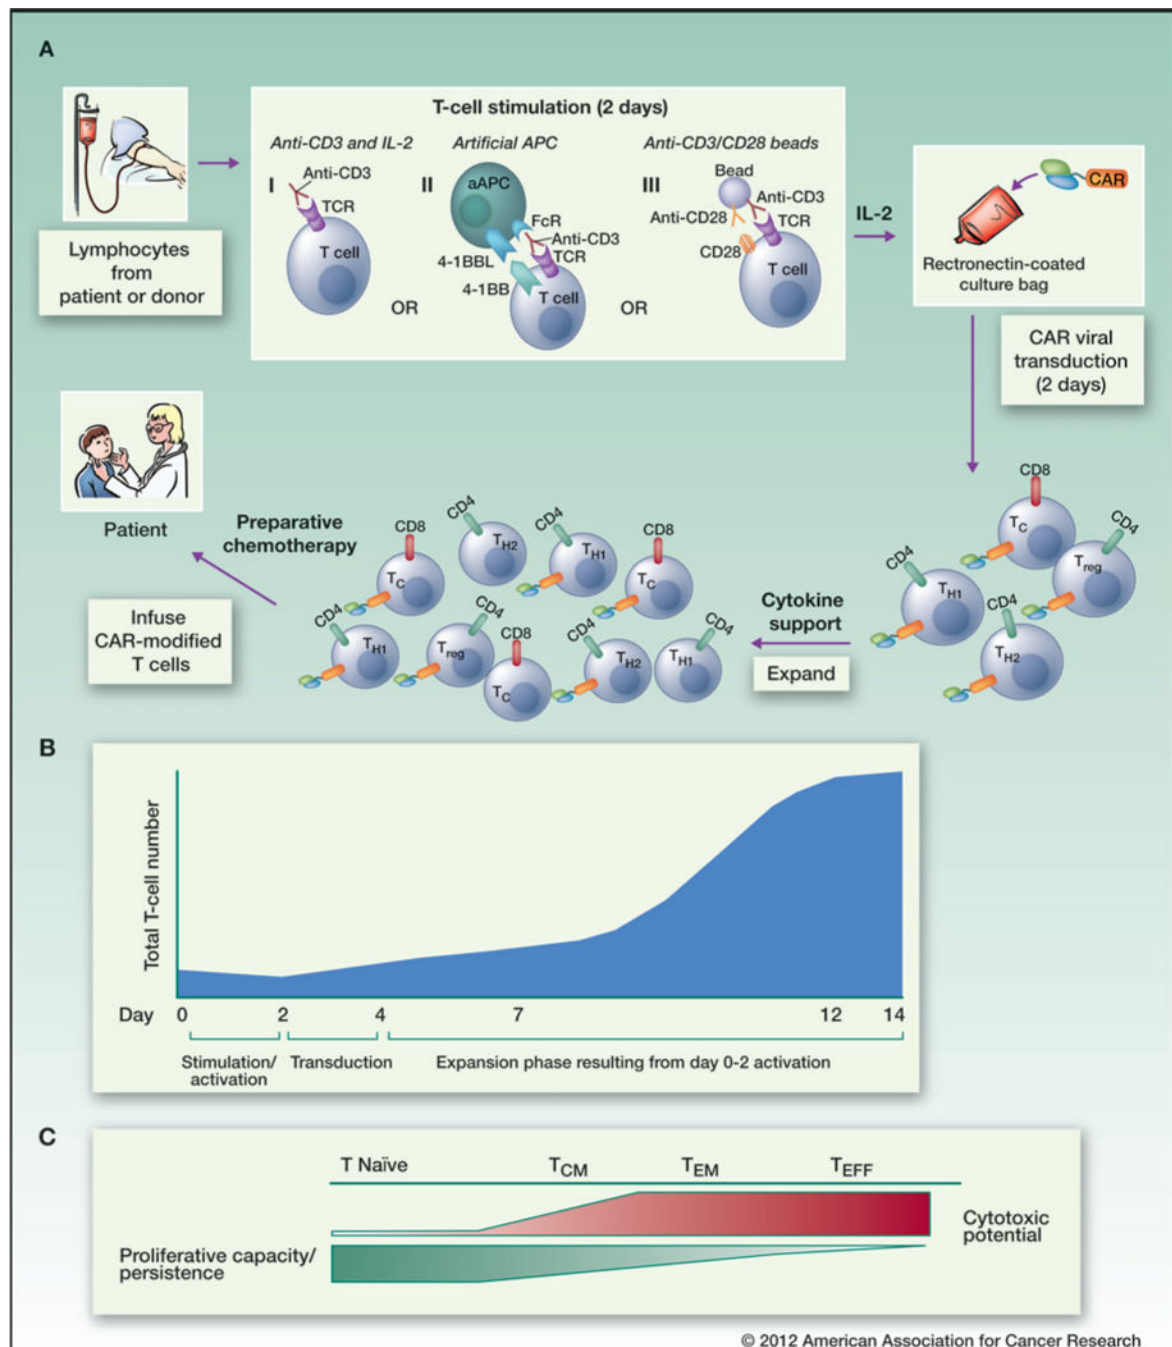 A
T-cell stimulation (2 days)
Anti-CD3 and IL-2
Artificial APC
Anti-CD3/CD28 beads
I
Anti-CD3
TCR
T cell
OR
II
aAPC
FcR
Anti-CD3
TCR
4-1BBL
4-1BB
T cell
OR
III
Bead
Anti-CD3
Anti-CD28
TCR
CD28
T cell
Lymphocytes
from
patient or donor
IL-2
CAR
Rectronectin-coated
culture bag
CAR viral
transduction
(2 days)
CD8
TC
CD4
Treg
CD4
TH1
CD4
TH2
Cytokine
support
Expand
CD8
TC
CD4
TH2
CD4
TH1
CD8
TC
CD4
TH1
CD4
Treg
CD8
TC
CD4
TH2
CD4
TH1
Preparative
chemotherapy
Patient
Infuse
CAR-modified
T cells
B
Total T-cell number
Day 0 2 4 7 12 14
Stimulation/
activation
Transduction
Expansion phase resulting from day 0-2 activation
C
T Naïve TCM TEM TEFF
Cytotoxic
potential
Proliferative capacity/
persistence
© 2012 American Association for Cancer Research